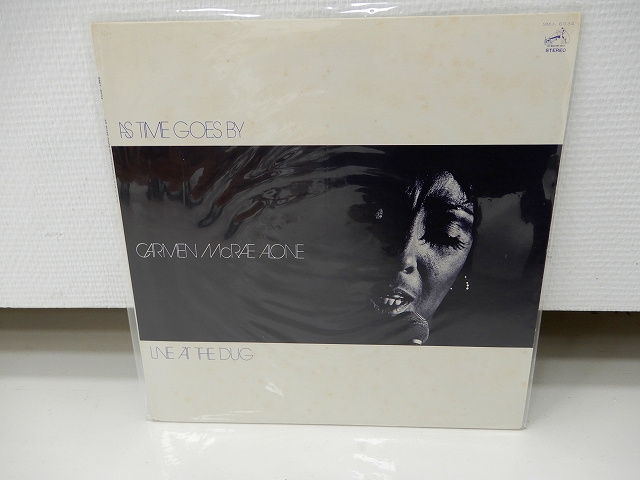 STEREO
AS TIME GOES BY
CARMEN McRAE ALONE
LIVE AT THE DUG